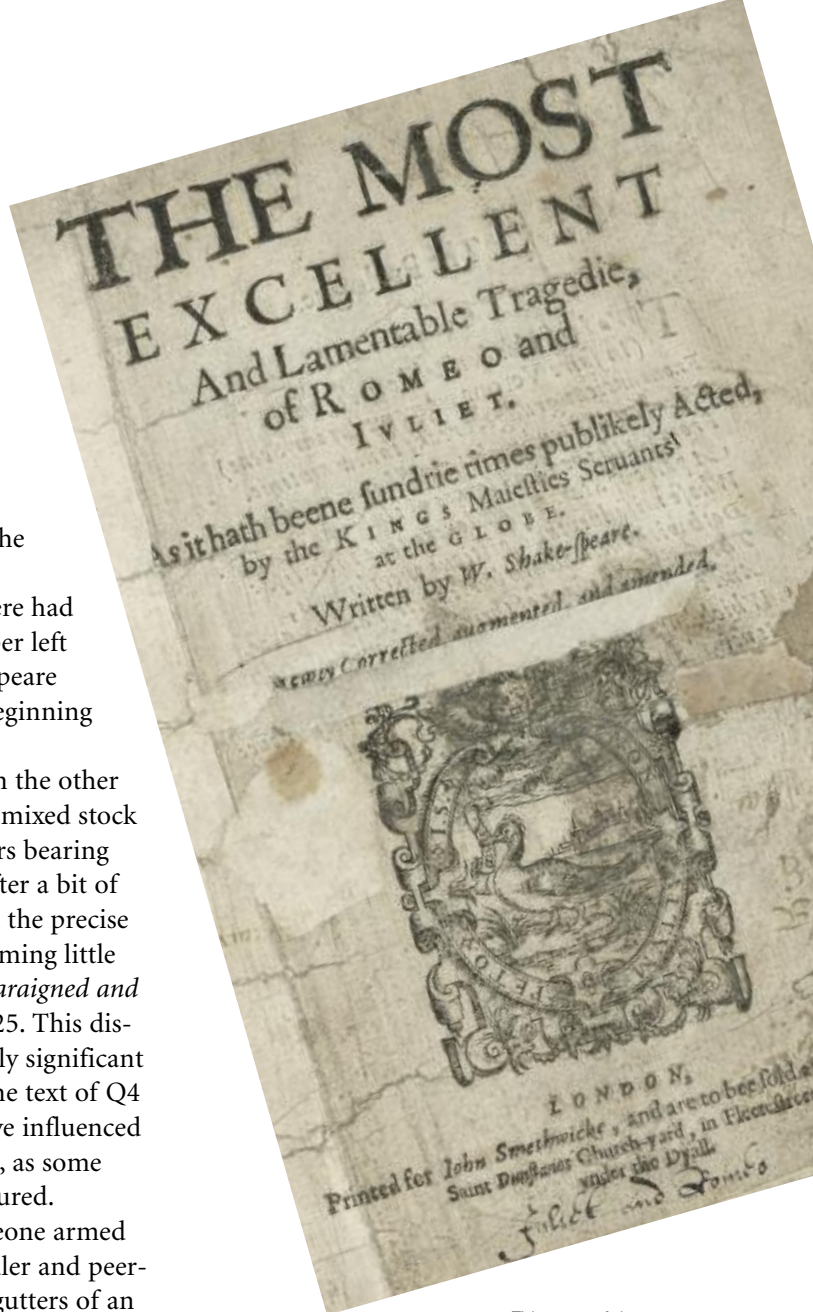 THE MOST
EXCELLENT
And Lamentable Tragedie,
of ROMEO and
IVLIET.
As it hath beene ſundrie times publikely Acted,
by the KINGS Maieſties Seruants
at the GLOBE.
Written by W. Shake-ſpeare.
Newly Corrected, augmented, and amended.
LONDON,
Printed for Iohn Smethwicke, and are to bee ſold
Saint Dunſtanes Church-yard, in Fleetestreet
vnder the Dyall.
Juliet and Romeo
he
ere had
er left
peare
eginning
n the other
mixed stock
rs bearing
fter a bit of
the precise
ming little
araigned and
25. This dis-
ly significant
he text of Q4
ve influenced
, as some
ured.
eone armed
ler and peer-
gutters of an